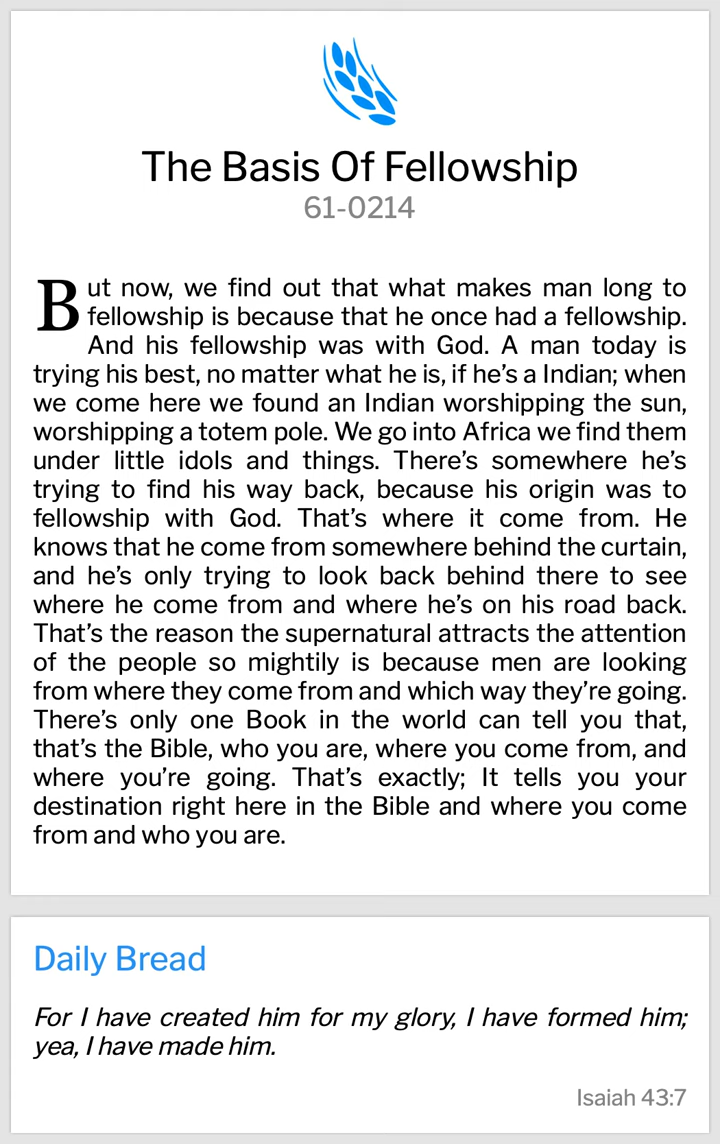 The Basis Of Fellowship
61-0214
But now, we find out that what makes man long to
fellowship is because that he once had a fellowship.
And his fellowship was with God. A man today is
trying his best, no matter what he is, if he's a Indian; when
we come here we found an Indian worshipping the sun,
worshipping a totem pole. We go into Africa we find them
under little idols and things. There's somewhere he's
trying to find his way back, because his origin was to
fellowship with God. That's where it come from. He
knows that he come from somewhere behind the curtain,
and he's only trying to look back behind there to see
where he come from and where he's on his road back.
That's the reason the supernatural attracts the attention
of the people so mightily is because men are looking
from where they come from and which way they're going.
There's only one Book in the world can tell you that,
that's the Bible, who you are, where you come from, and
where you're going. That's exactly; It tells you your
destination right here in the Bible and where you come
from and who you are.
Daily Bread
For I have created him for my glory, I have formed him;
yea, I have made him.
Isaiah 43:7